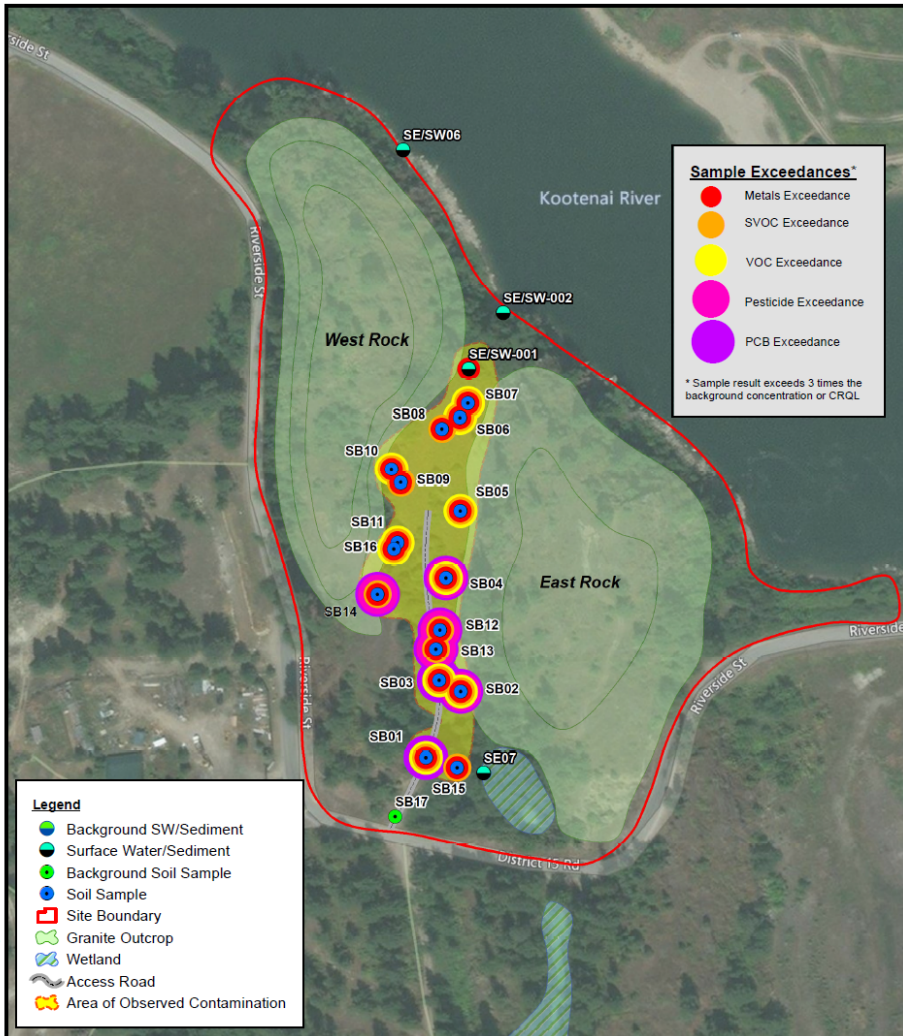 Riverside St
SE/SW06
Sample Exceedances*
Metals Exceedance
SVOC Exceedance
VOC Exceedance
Pesticide Exceedance
PCB Exceedance
* Sample result exceeds 3 times the
background concentration or CRQL
Kootenai River
Riverside St
SE/SW-002
West Rock
SE/SW-001
SB07
SB08
SB06
SB10
SB09
SB05
SB11
SB16
SB04
East Rock
SB14
SB12
Riverside
SB13
Riverside St
Riverside St
SB03
SB02
SB01
SE07
SB15
SB17
District 15 Rd
Legend
Background SW/Sediment
Surface Water/Sediment
Background Soil Sample
Soil Sample
Site Boundary
Granite Outcrop
Wetland
Access Road
Area of Observed Contamination